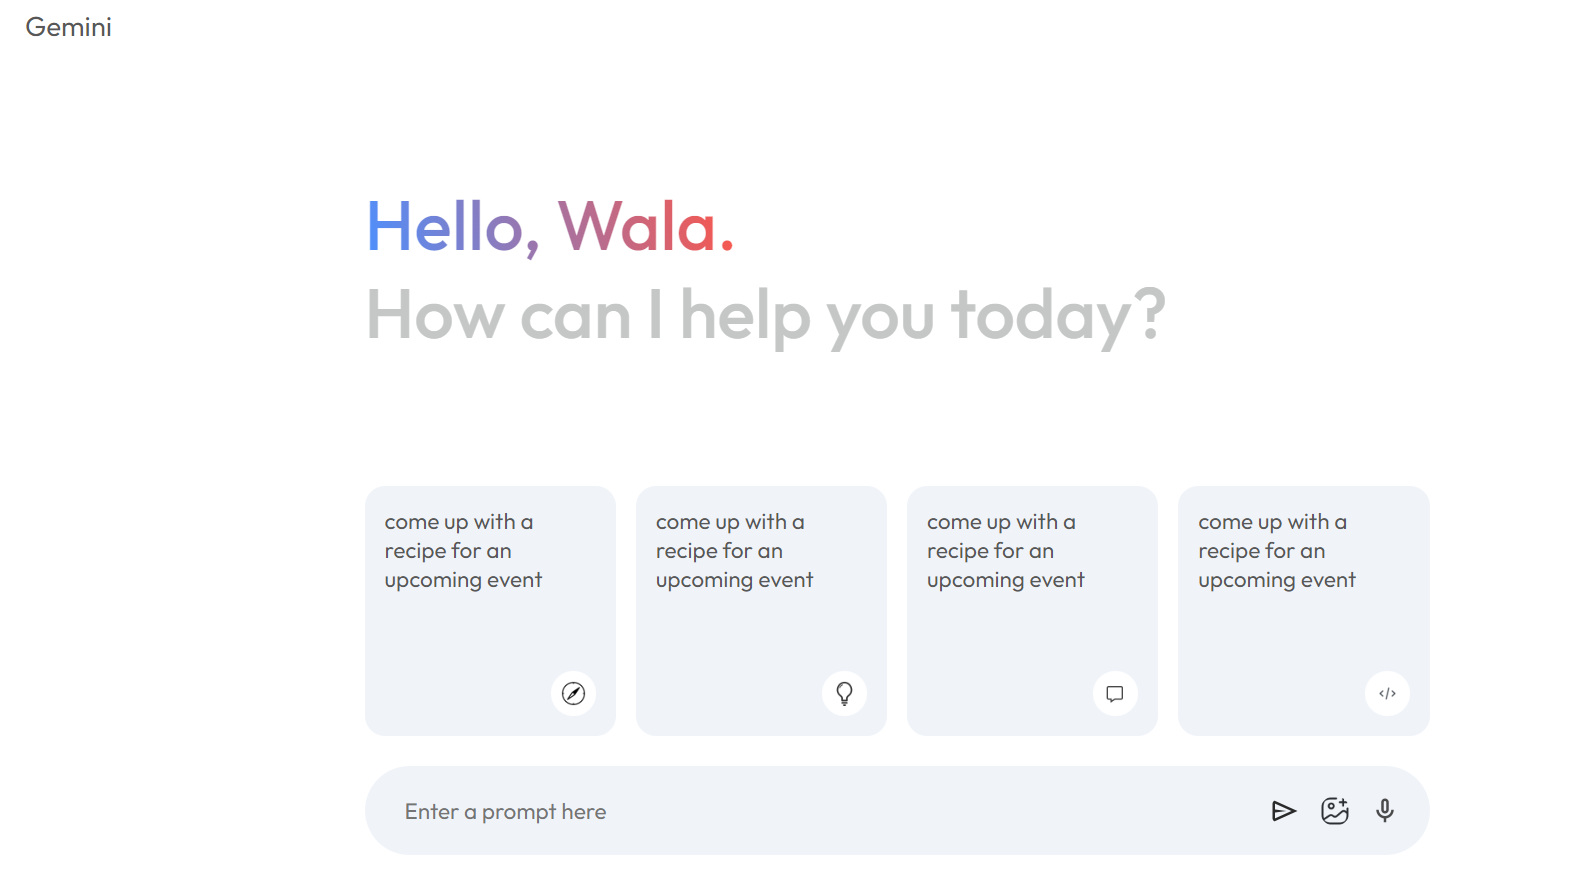 Gemini
Hello, Wala.
How can I help you today?
come up with a
recipe for an
upcoming event
come up with a
recipe for an
upcoming event
come up with a
recipe for an
upcoming event
come up with a
recipe for an
upcoming event
Enter a prompt here